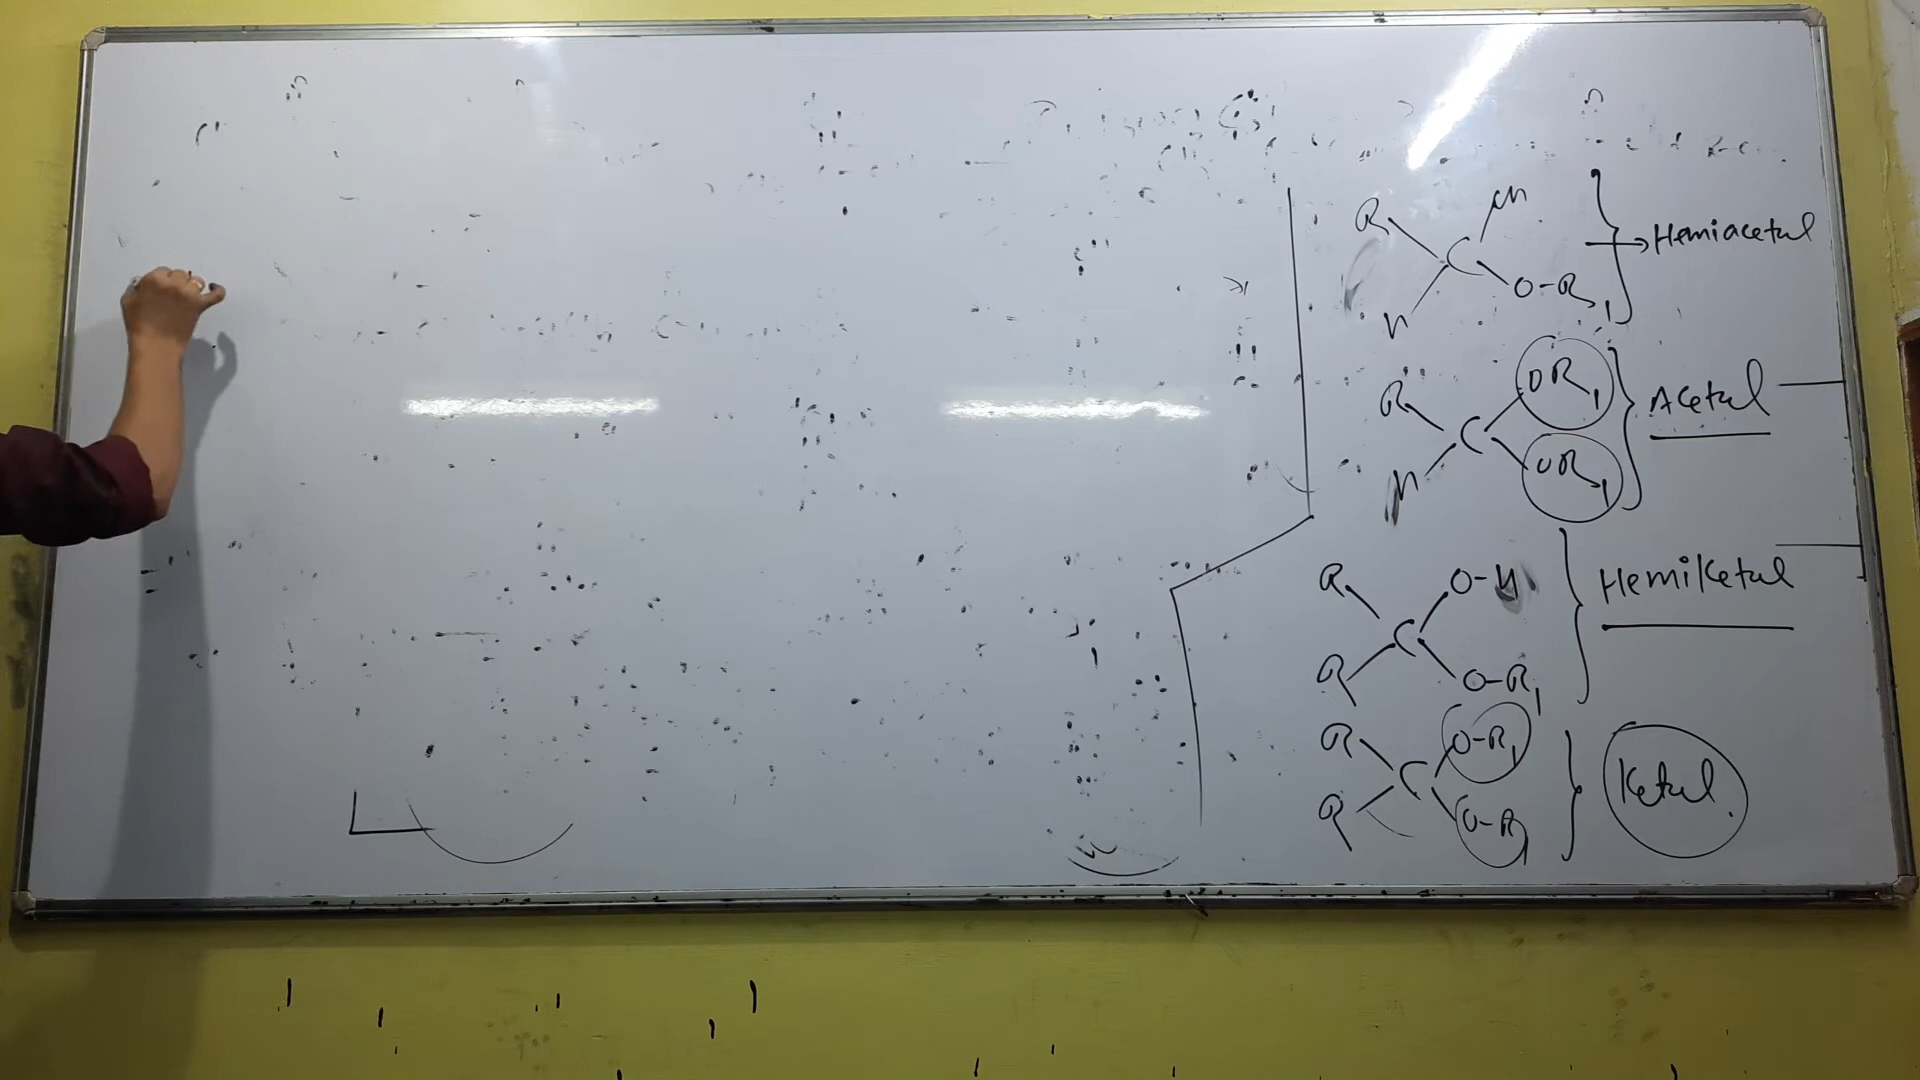 R OH
C → Hemiacetal
H O-R1
R OR1
C Acetal
H OR1
R O-H
C HemiKetal
R O-R1
R O-R1
C Ketal
R O-R1